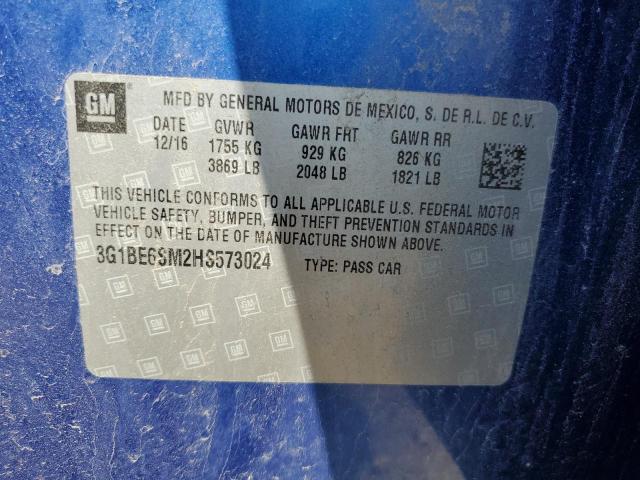 GM
MFD BY GENERAL MOTORS DE MEXICO, S. DE R.L. DE C.V.
DATE GVWR GAWR FRT GAWR RR
12/16 1755 KG 929 KG 826 KG
3869 LB 2048 LB 1821 LB
THIS VEHICLE CONFORMS TO ALL APPLICABLE U.S. FEDERAL MOTOR
VEHICLE SAFETY, BUMPER, AND THEFT PREVENTION STANDARDS IN
EFFECT ON THE DATE OF MANUFACTURE SHOWN ABOVE.
3G1BE6SM2HS573024 TYPE: PASS CAR